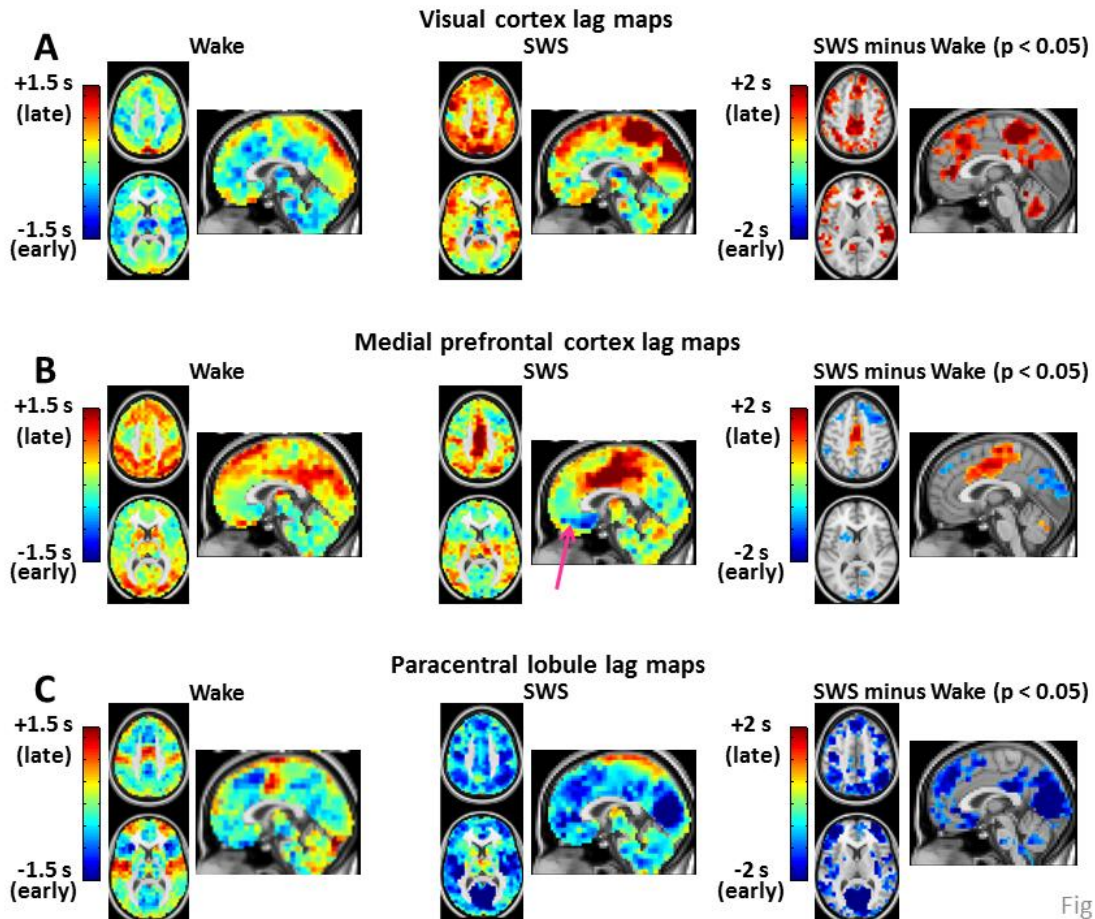 Visual cortex lag maps
A
Wake
SWS
SWS minus Wake (p < 0.05)
+1.5 s
(late)
-1.5 s
(early)
+2 s
(late)
-2 s
(early)
Medial prefrontal cortex lag maps
B
Wake
SWS
SWS minus Wake (p < 0.05)
+1.5 s
(late)
-1.5 s
(early)
+2 s
(late)
-2 s
(early)
Paracentral lobule lag maps
C
Wake
SWS
SWS minus Wake (p < 0.05)
+1.5 s
(late)
-1.5 s
(early)
+2 s
(late)
-2 s
(early)
Fig